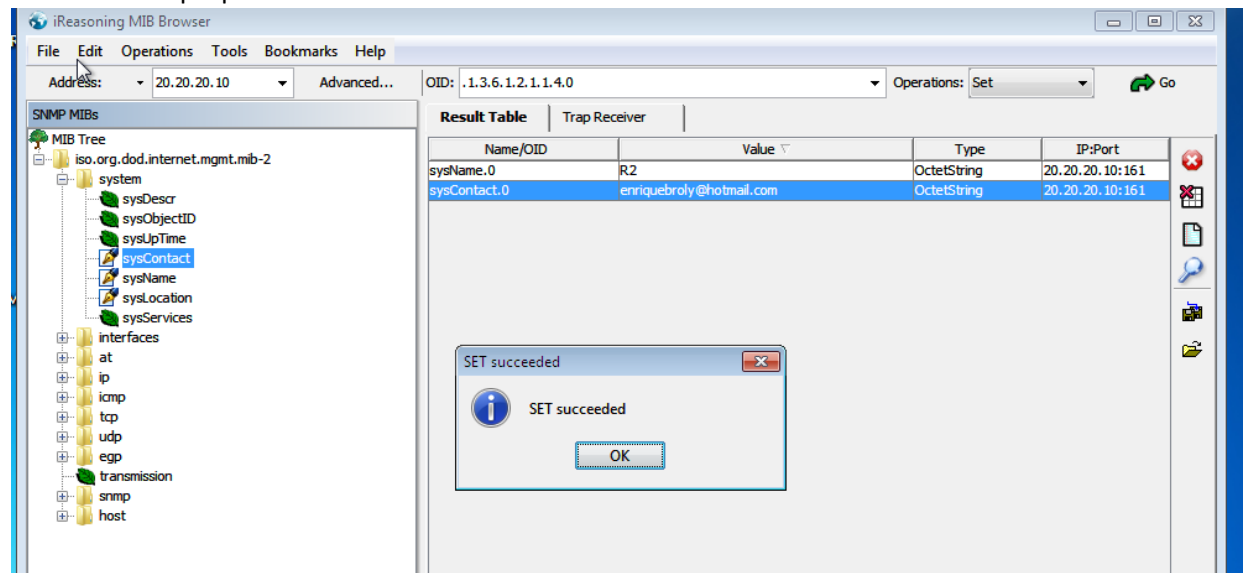 iReasoning MIB Browser
File Edit Operations Tools Bookmarks Help
Address: 20.20.20.10 Advanced... OID: .1.3.6.1.2.1.1.4.0 Operations: Set Go
SNMP MIBs
MIB Tree
iso.org.dod.internet.mgmt.mib-2
system
sysDescr
sysObjectID
sysUpTime
sysContact
sysName
sysLocation
sysServices
interfaces
at
ip
icmp
tcp
udp
egp
transmission
snmp
host
Result Table Trap Receiver
Name/OID Value Type IP:Port
sysName.0 R2 OctetString 20.20.20.10:161
sysContact.0 enriquebroly@hotmail.com OctetString 20.20.20.10:161
SET succeeded
SET succeeded
OK